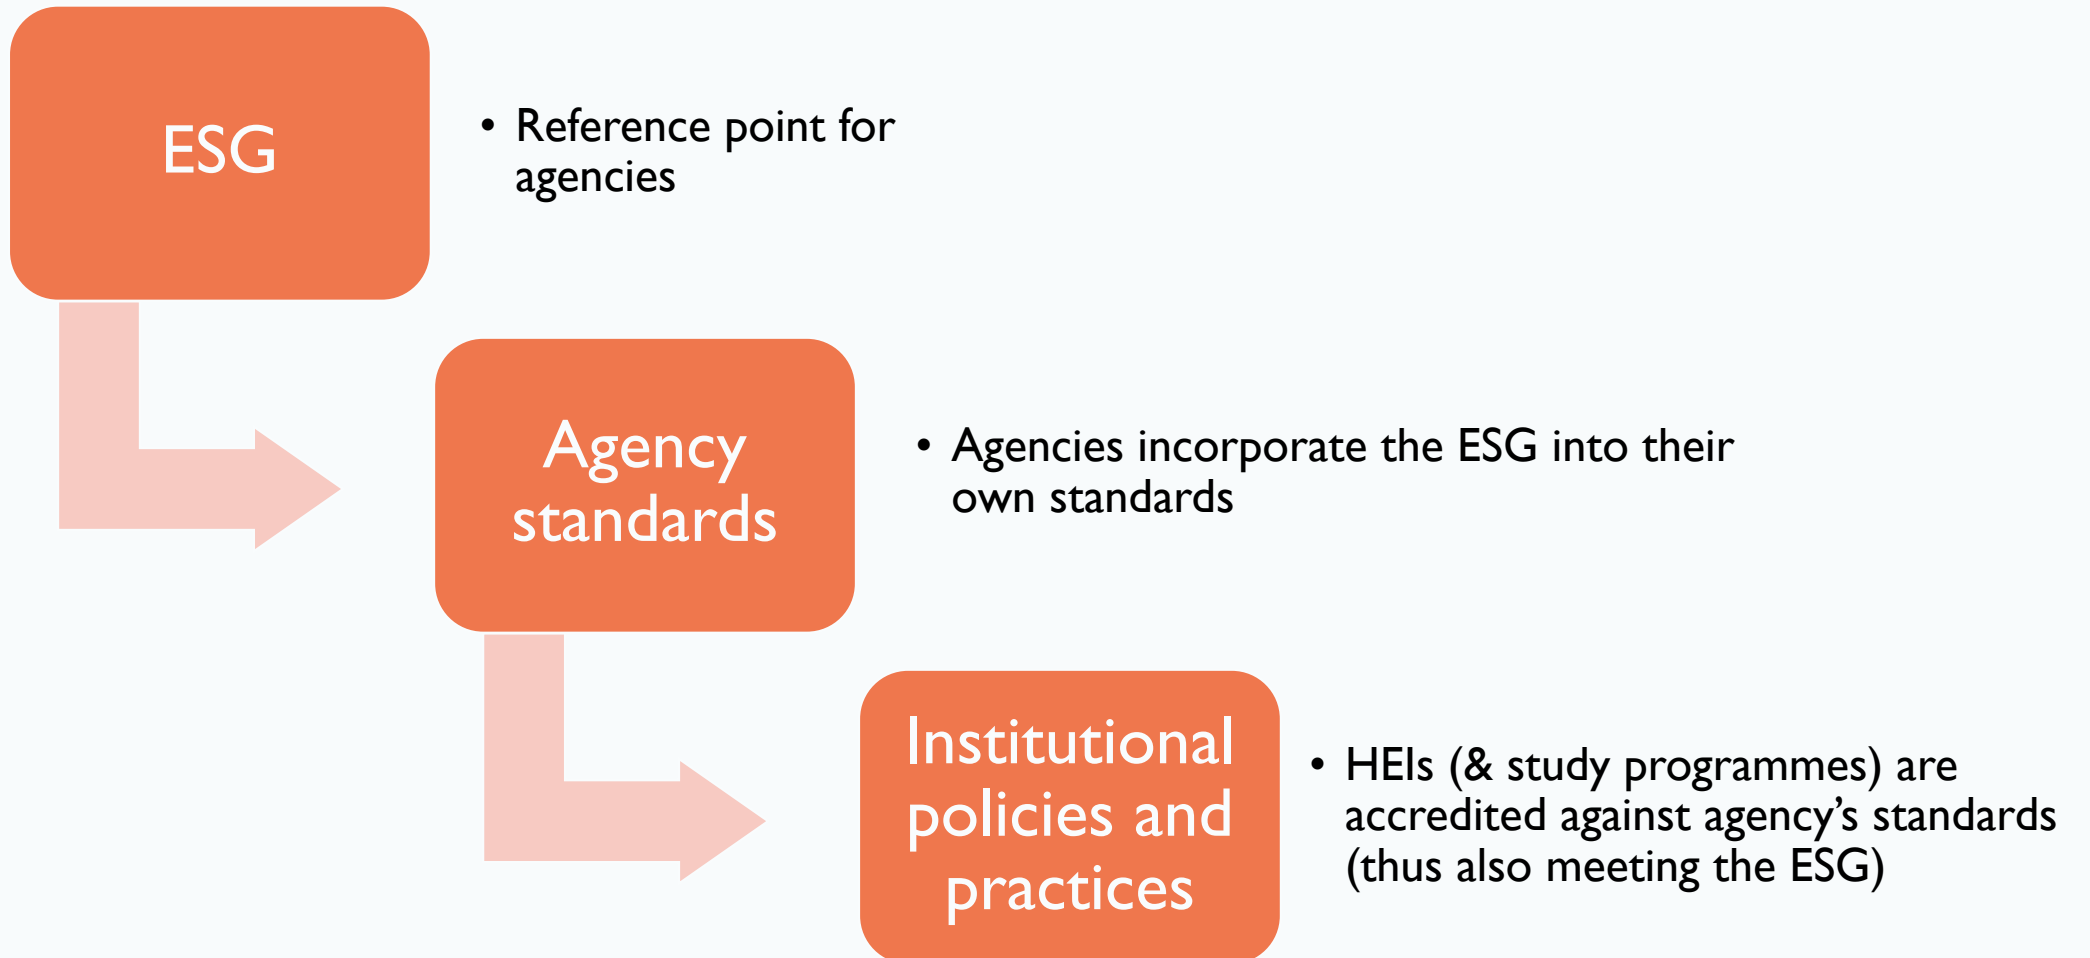 ESG
• Reference point for
agencies
Agency
standards
• Agencies incorporate the ESG into their
own standards
Institutional
policies and
practices
• HEIs (& study programmes) are
accredited against agency’s standards
(thus also meeting the ESG)